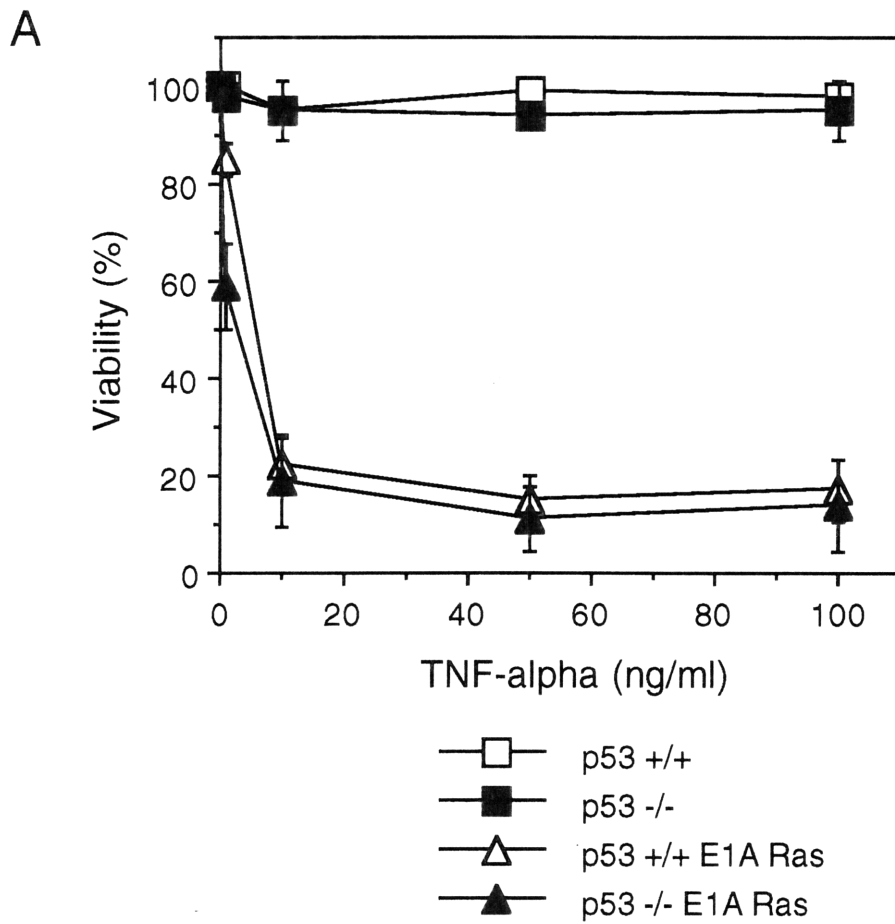 A
100
80
60
40
20
0
Viability (%)
0 20 40 60 80 100
TNF-alpha (ng/ml)
p53 +/+
p53 -/-
p53 +/+ E1A Ras
p53 -/- E1A Ras